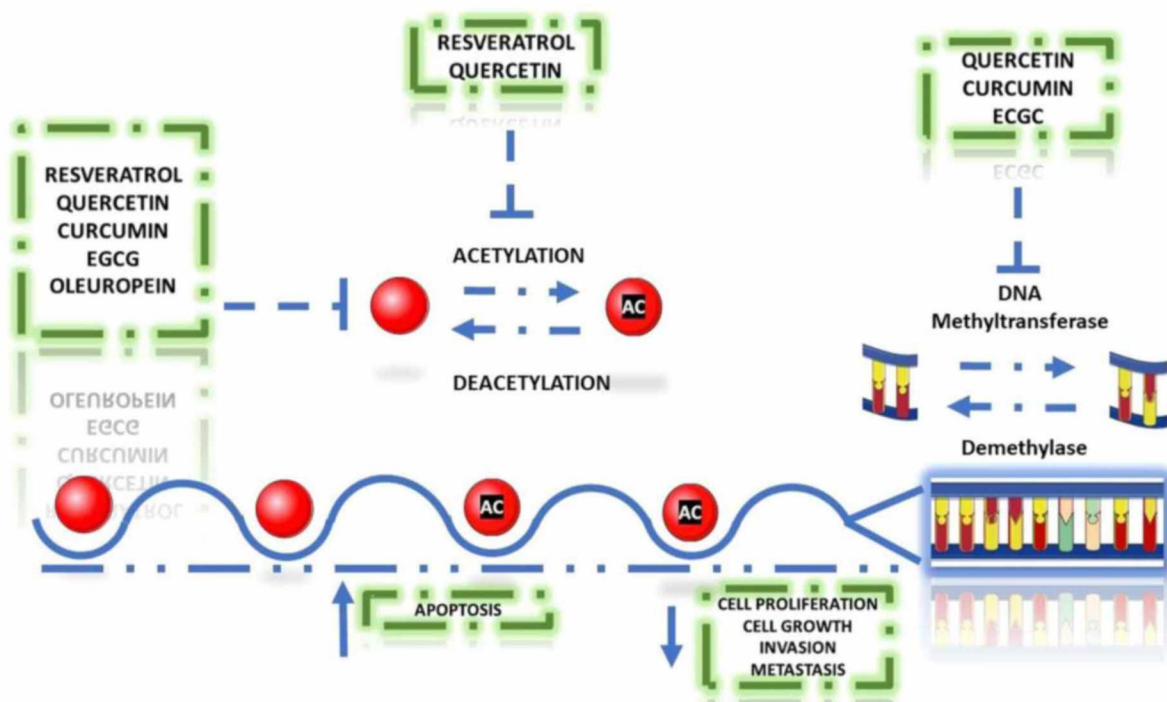 RESVERATROL
QUERCETIN
QUERCETIN
CURCUMIN
ECGC
RESVERATROL
QUERCETIN
CURCUMIN
EGCG
OLEUROPEIN
ACETYLATION
AC
DEACETYLATION
DNA
Methyltransferase
Demethylase
AC
AC
APOPTOSIS
CELL PROLIFERATION
CELL GROWTH
INVASION
METASTASIS